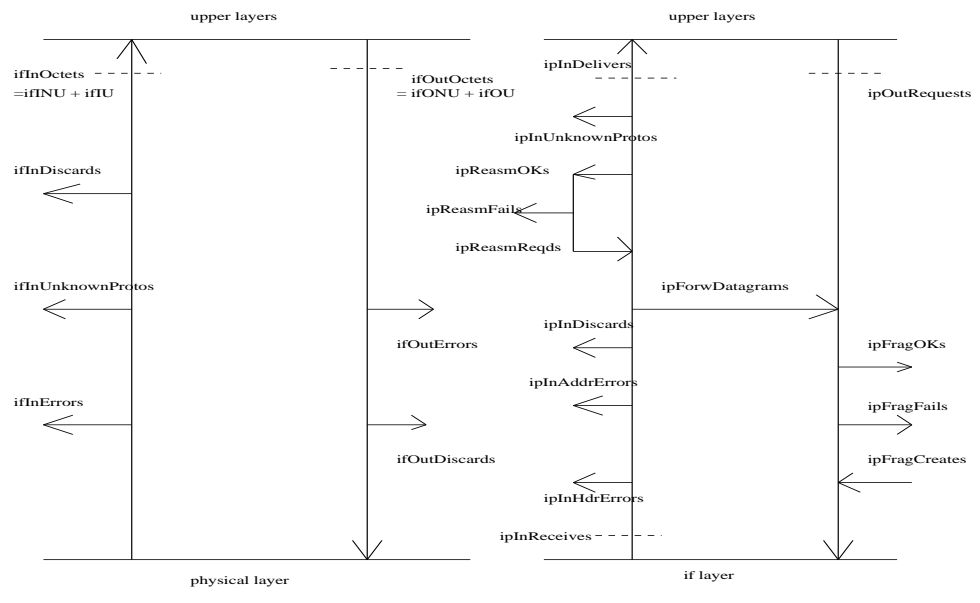 upper layers
ifInOctets
=ifINU + ifIU
ifOutOctets
= ifONU + ifOU
ifInDiscards
ifInUnknownProtos
ifOutErrors
ifInErrors
ifOutDiscards
physical layer
upper layers
ipInDelivers
ipOutRequests
ipInUnknownProtos
ipReasmOKs
ipReasmFails
ipReasmReqds
ipForwDatagrams
ipInDiscards
ipFragOKs
ipInAddrErrors
ipFragFails
ipFragCreates
ipInHdrErrors
ipInReceives
if layer